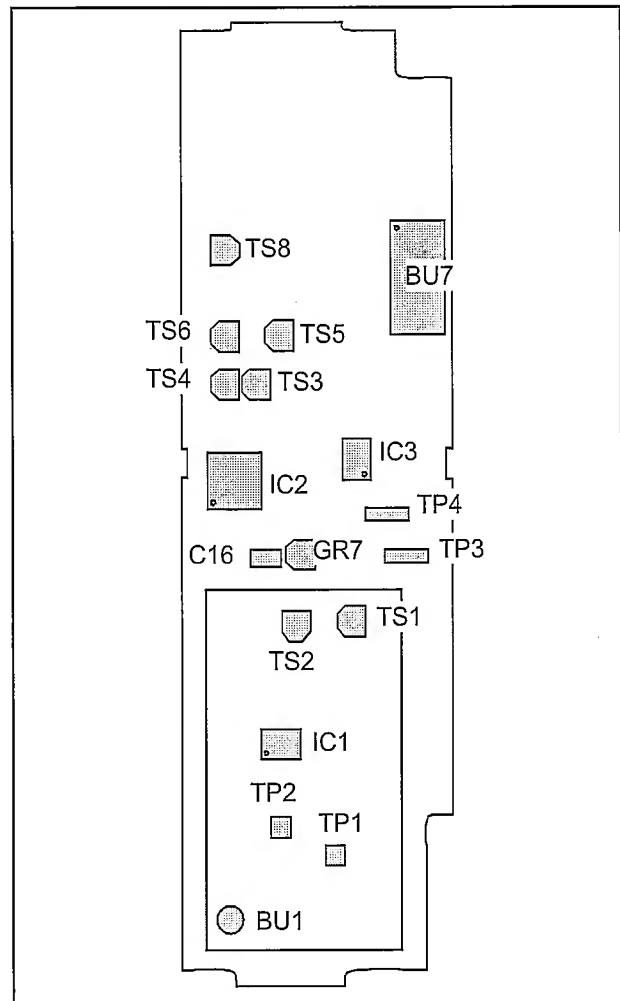 TS8
BU7
TS6
TS5
TS4
TS3
IC3
IC2
TP4
C16
GR7
TP3
TS1
TS2
IC1
TP2
TP1
BU1